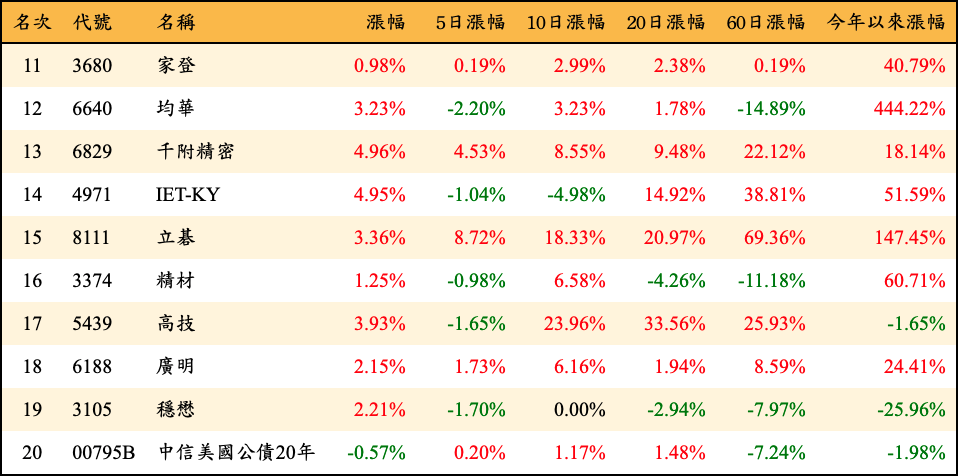 名次 代號 名稱 漲幅 5日漲幅 10日漲幅 20日漲幅 60日漲幅 今年以來漲幅
11 3680 家登 0.98% 0.19% 2.99% 2.38% 0.19% 40.79%
12 6640 均華 3.23% -2.20% 3.23% 1.78% -14.89% 444.22%
13 6829 千附精密 4.96% 4.53% 8.55% 9.48% 22.12% 18.14%
14 4971 IET-KY 4.95% -1.04% -4.98% 14.92% 38.81% 51.59%
15 8111 立碁 3.36% 8.72% 18.33% 20.97% 69.36% 147.45%
16 3374 精材 1.25% -0.98% 6.58% -4.26% -11.18% 60.71%
17 5439 高技 3.93% -1.65% 23.96% 33.56% 25.93% -1.65%
18 6188 廣明 2.15% 1.73% 6.16% 1.94% 8.59% 24.41%
19 3105 穩懋 2.21% -1.70% 0.00% -2.94% -7.97% -25.96%
20 00795B 中信美國公債20年 -0.57% 0.20% 1.17% 1.48% -7.24% -1.98%